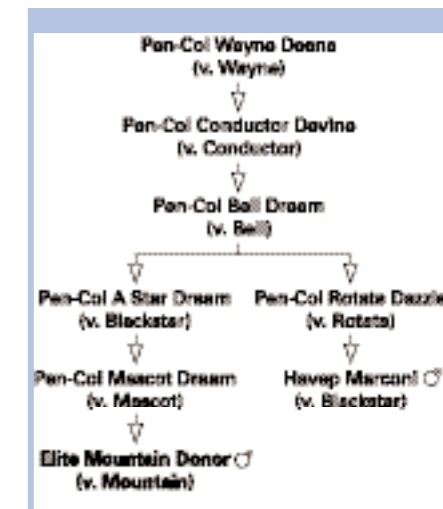 Pen-Col Wayne Deena
(v. Wayne)
Pen-Col Conductor Devine
(v. Conductor)
Pen-Col Bell Dream
(v. Bell)
Pen-Col A Star Dream
(v. Blackstar)
Pen-Col Rotate Dazzle
(v. Rotate)
Pen-Col Mascot Dream
(v. Mascot)
Havep Marconi ♂
(v. Blackstar)
Elite Mountain Donor ♂
(v. Mountain)